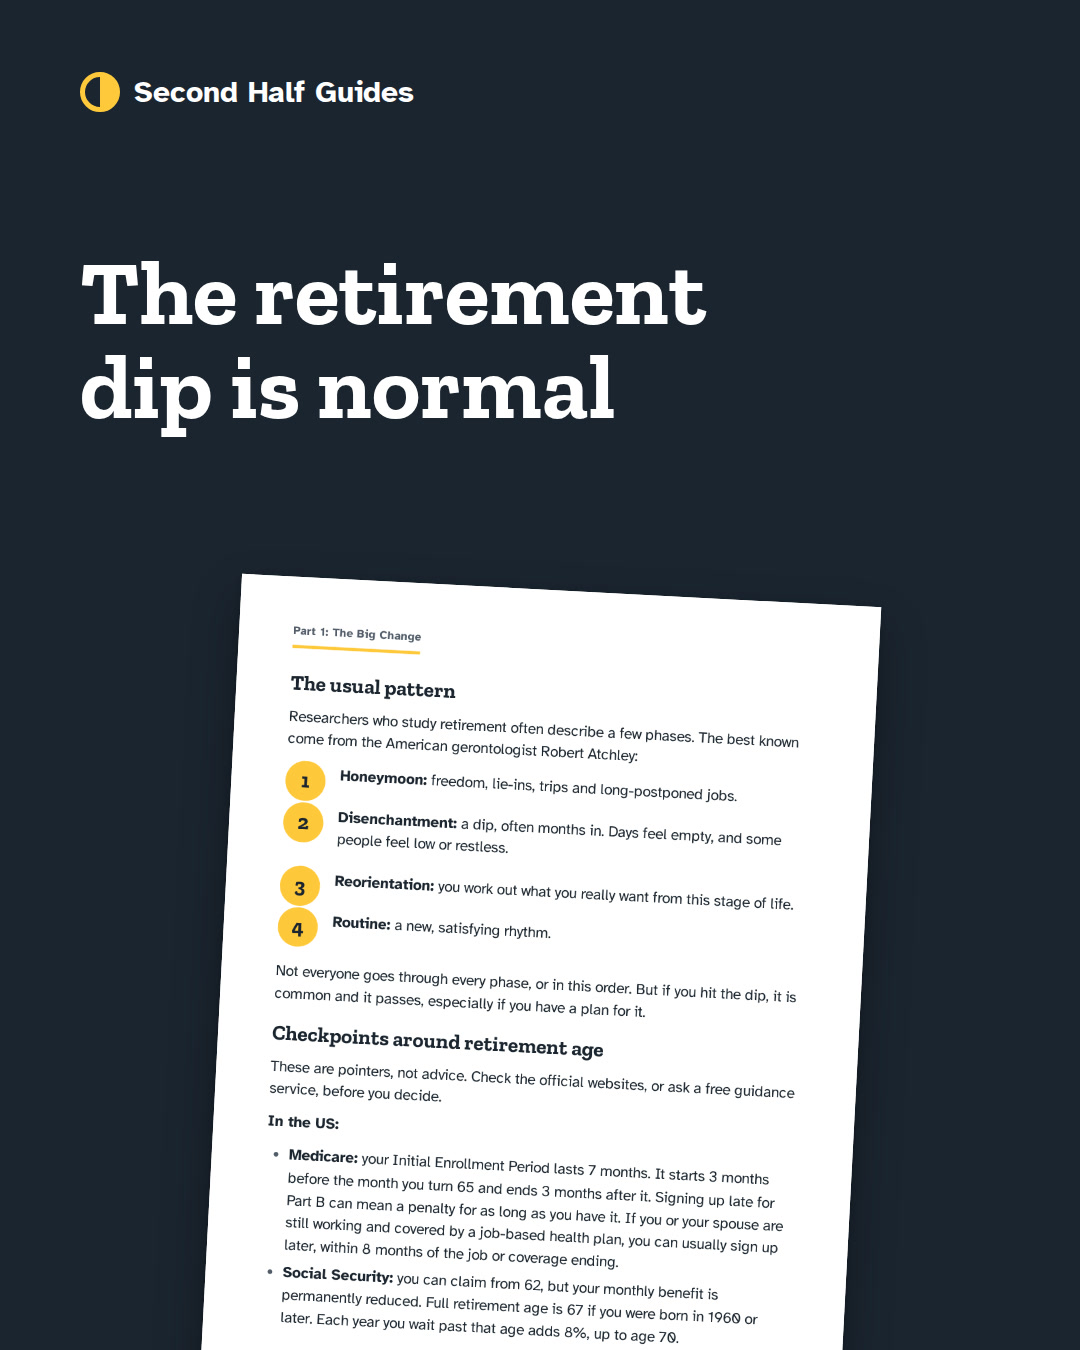 Second Half Guides
The retirement
dip is normal
Part 1: The Big Change
The usual pattern
Researchers who study retirement often describe a few phases. The best known
come from the American gerontologist Robert Atchley:
1 Honeymoon: freedom, lie-ins, trips and long-postponed jobs.
2 Disenchantment: a dip, often months in. Days feel empty, and some
people feel low or restless.
3 Reorientation: you work out what you really want from this stage of life.
4 Routine: a new, satisfying rhythm.
Not everyone goes through every phase, or in this order. But if you hit the dip, it is
common and it passes, especially if you have a plan for it.
Checkpoints around retirement age
These are pointers, not advice. Check the official websites, or ask a free guidance
service, before you decide.
In the US:
• Medicare: your Initial Enrollment Period lasts 7 months. It starts 3 months
before the month you turn 65 and ends 3 months after it. Signing up late for
Part B can mean a penalty for as long as you have it. If you or your spouse are
still working and covered by a job-based health plan, you can usually sign up
later, within 8 months of the job or coverage ending.
• Social Security: you can claim from 62, but your monthly benefit is
permanently reduced. Full retirement age is 67 if you were born in 1960 or
later. Each year you wait past that age adds 8%, up to age 70.